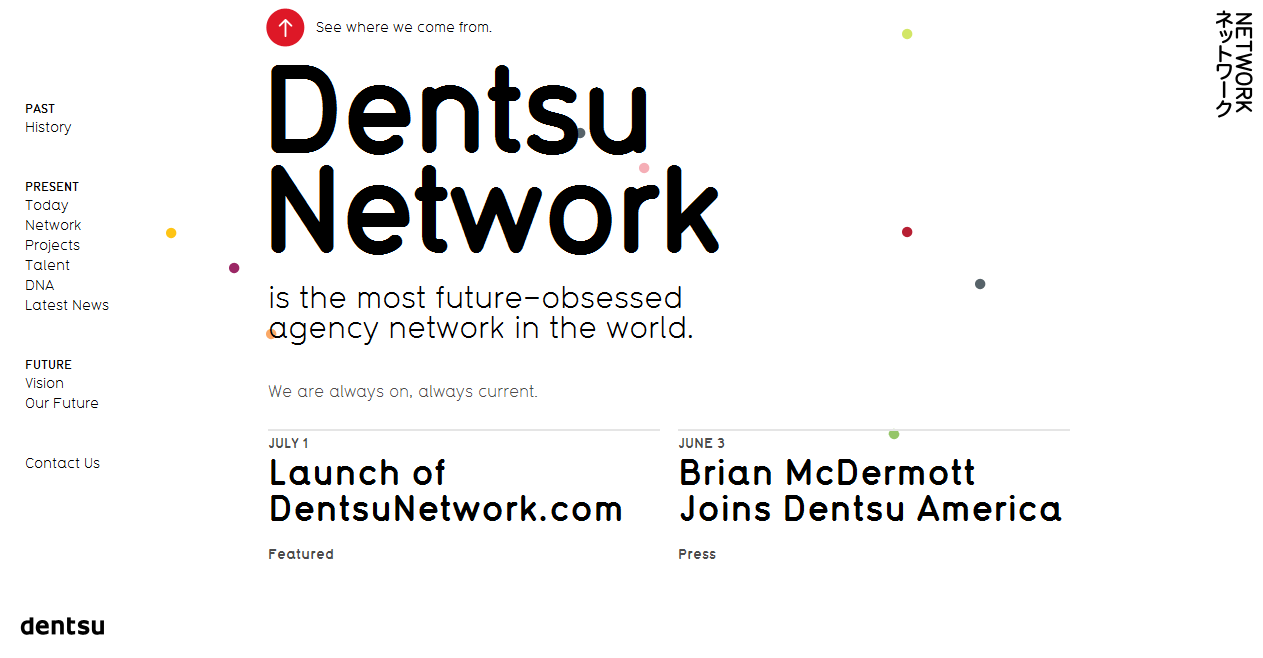 See where we come from.
NETWORK
ネットワーク
PAST
History
PRESENT
Today
Network
Projects
Talent
DNA
Latest News
FUTURE
Vision
Our Future
Contact Us
Dentsu
Network
is the most future-obsessed
agency network in the world.
We are always on, always current.
JULY 1
Launch of
DentsuNetwork.com
Featured
JUNE 3
Brian McDermott
Joins Dentsu America
Press
dentsu